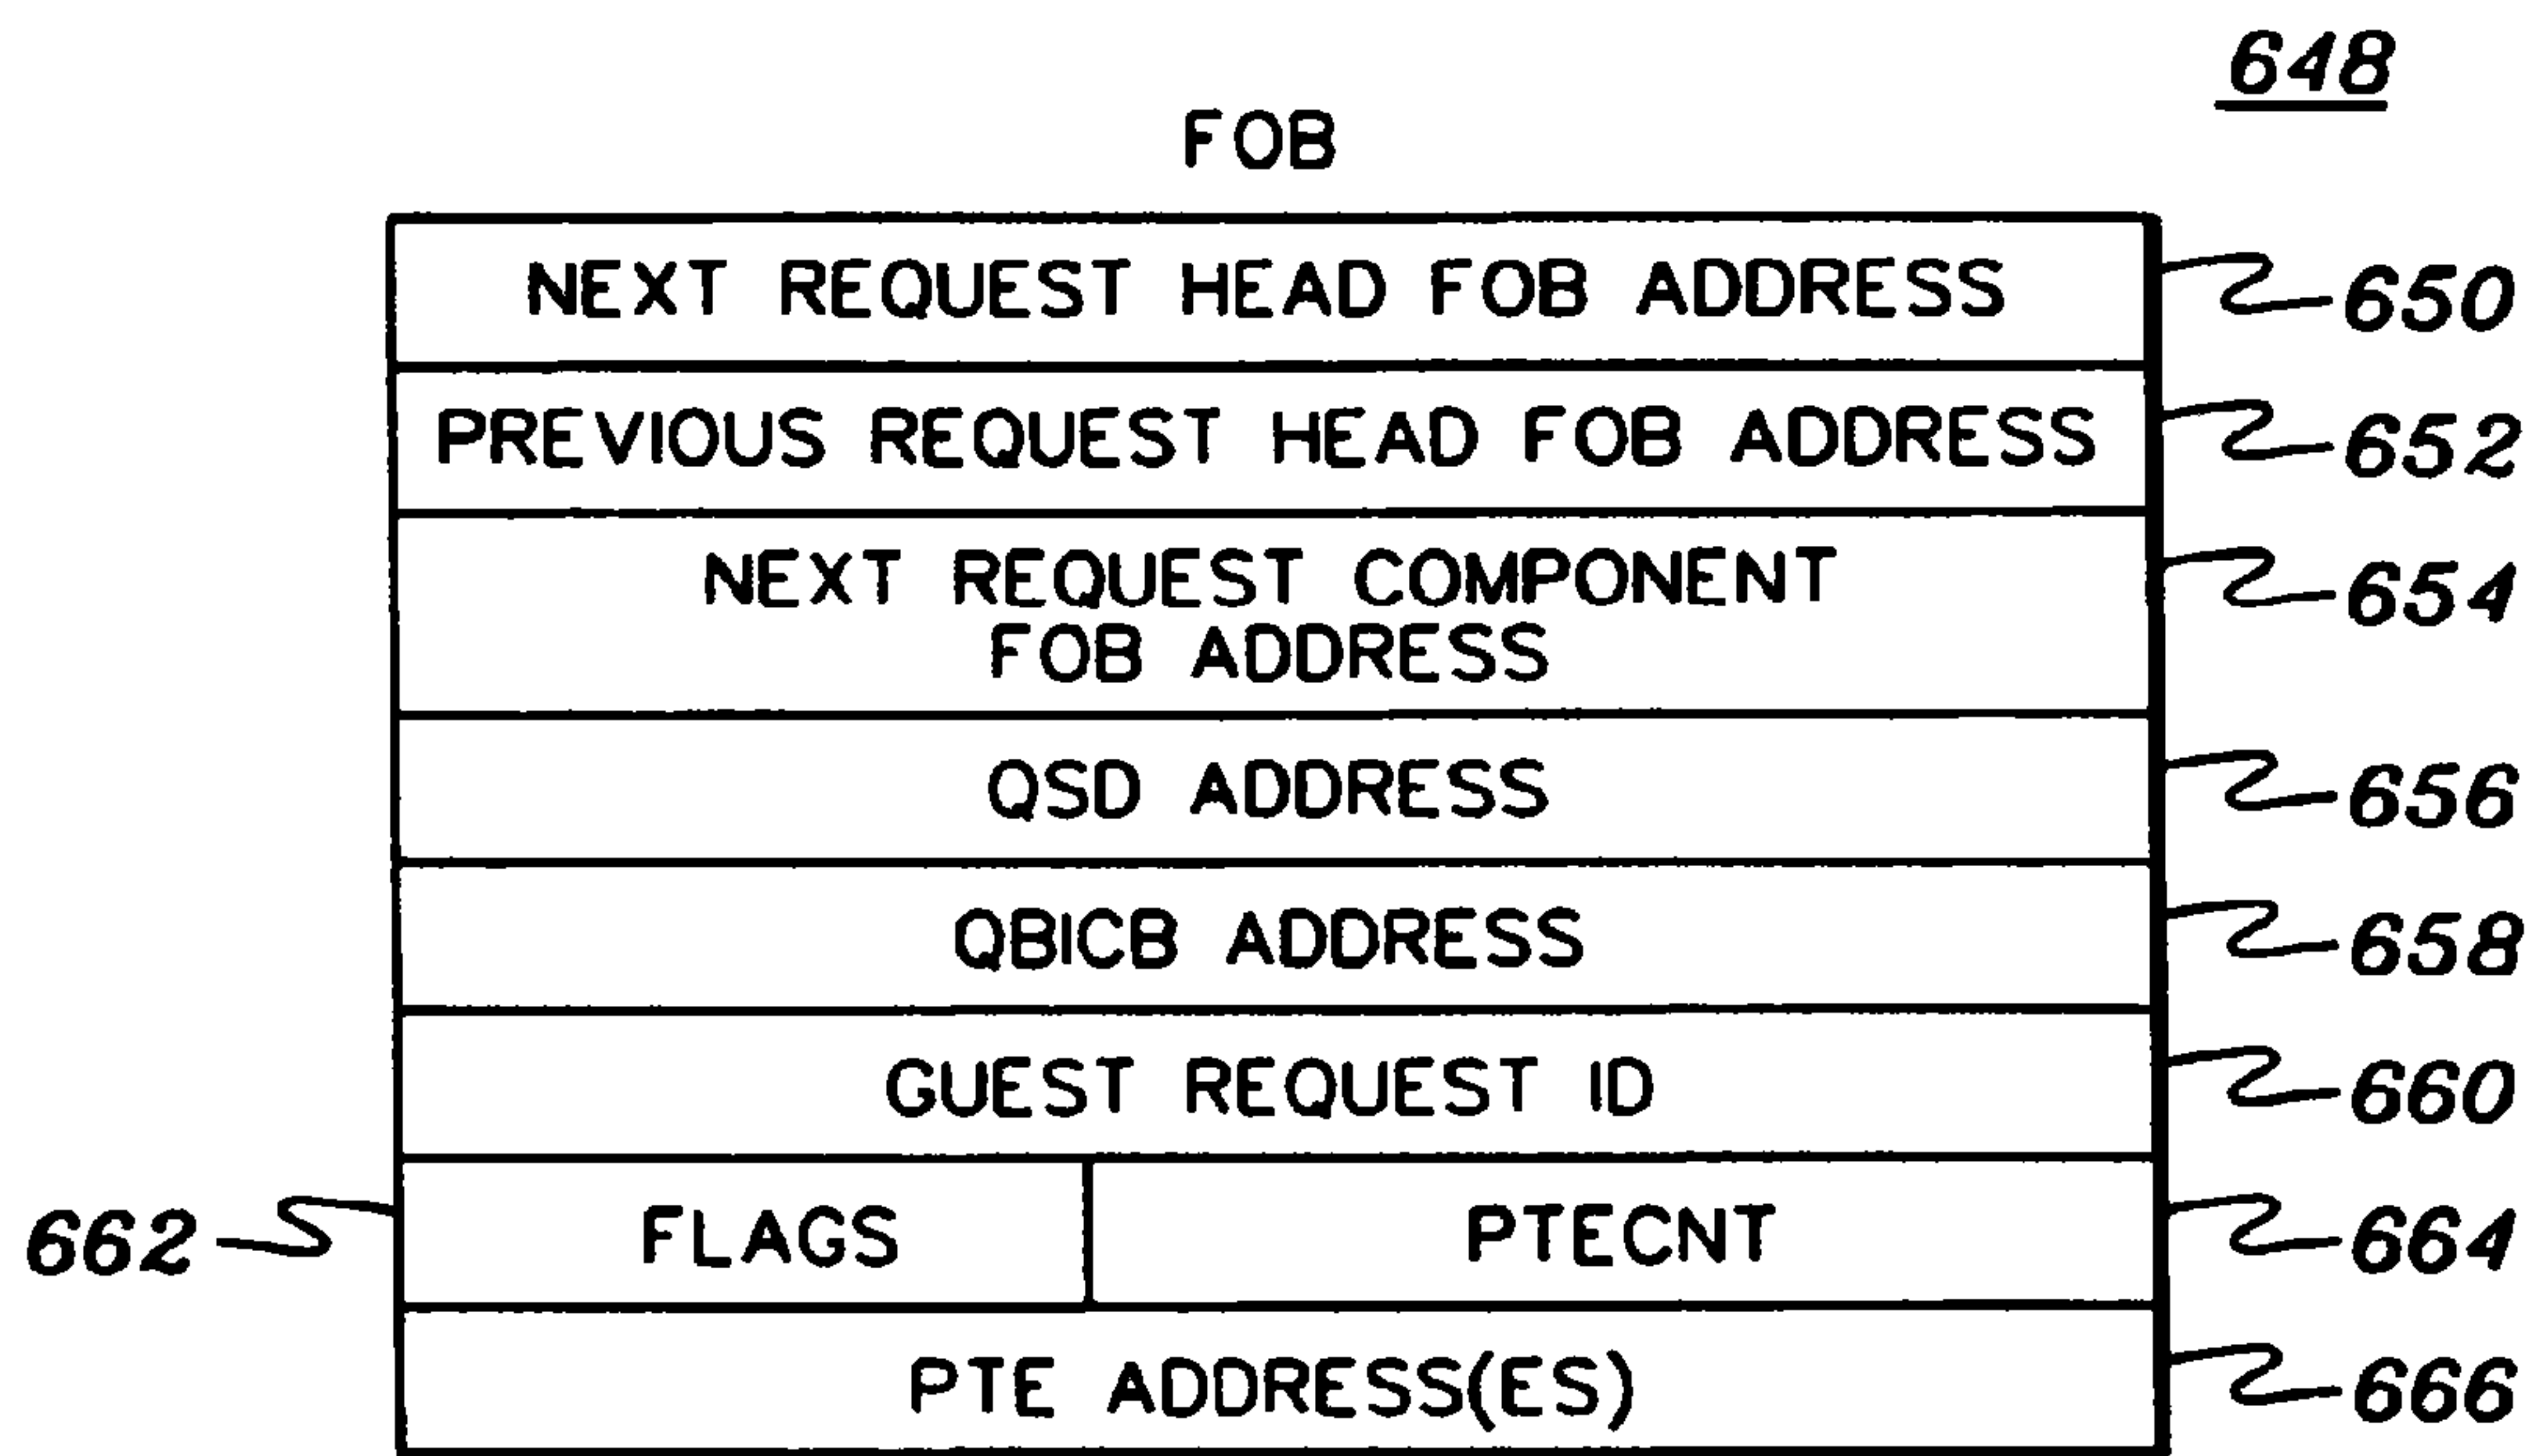 648
FOB
NEXT REQUEST HEAD FOB ADDRESS 650
PREVIOUS REQUEST HEAD FOB ADDRESS 652
NEXT REQUEST COMPONENT 654
FOB ADDRESS
QSD ADDRESS 656
QBICB ADDRESS 658
GUEST REQUEST ID 660
662 FLAGS PTECNT 664
PTE ADDRESS(ES) 666